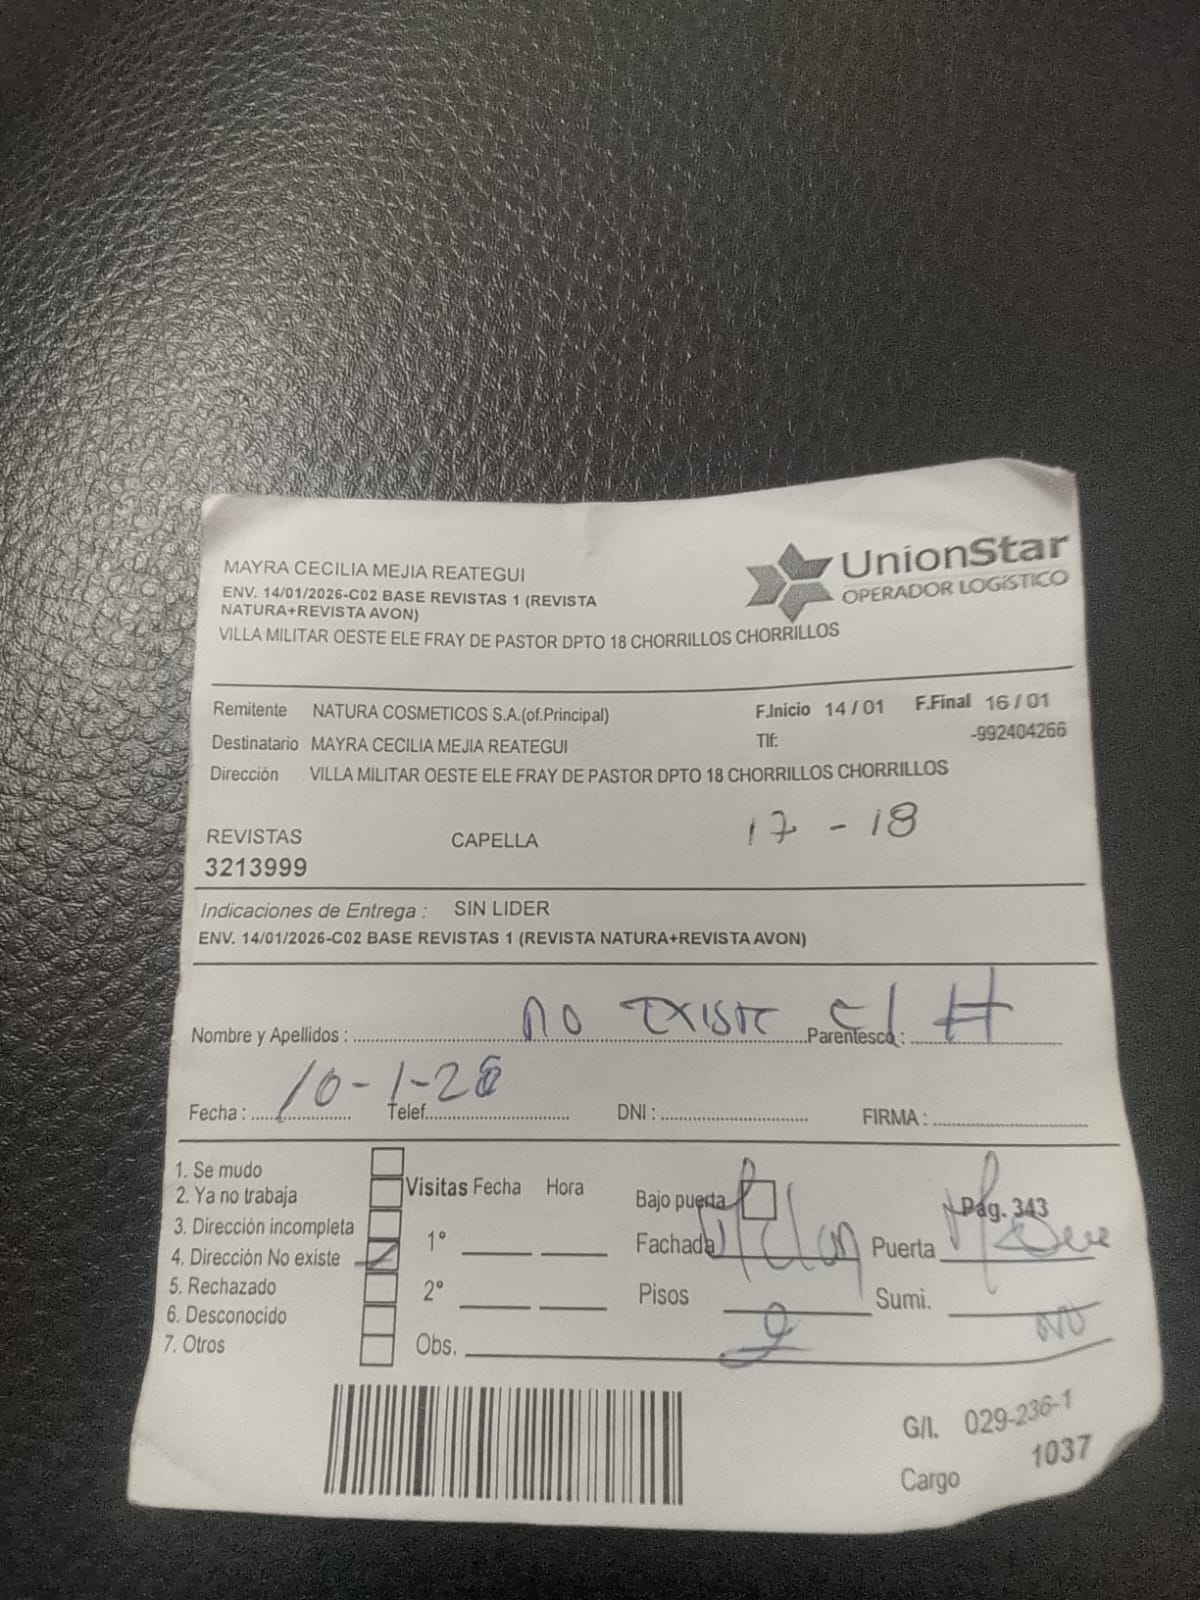 MAYRA CECILIA MEJIA REATEGUI
ENV. 14/01/2026-C02 BASE REVISTAS 1 (REVISTA
NATURA+REVISTA AVON)
VILLA MILITAR OESTE ELE FRAY DE PASTOR DPTO 18 CHORRILLOS CHORRILLOS
UnionStar
OPERADOR LOGÍSTICO
Remitente NATURA COSMETICOS S.A.(of.Principal) F.Inicio 14 / 01 F.Final 16 / 01
Destinatario MAYRA CECILIA MEJIA REATEGUI Tlf: -992404266
Dirección VILLA MILITAR OESTE ELE FRAY DE PASTOR DPTO 18 CHORRILLOS CHORRILLOS
REVISTAS CAPELLA 17 - 18
3213999
Indicaciones de Entrega : SIN LIDER
ENV. 14/01/2026-C02 BASE REVISTAS 1 (REVISTA NATURA+REVISTA AVON)
Nombre y Apellidos : no EXISTE el # Parentesco :
Fecha : 10-1-26 Telef. DNI : FIRMA :
1. Se mudo
2. Ya no trabaja
3. Dirección incompleta
4. Dirección No existe
5. Rechazado
6. Desconocido
7. Otros
Visitas Fecha Hora
1º
2º
Obs.
Bajo puerta Pág. 343
Fachada Puerta
Pisos 2 Sumi. NO
G/I. 029-236-1
Cargo 1037